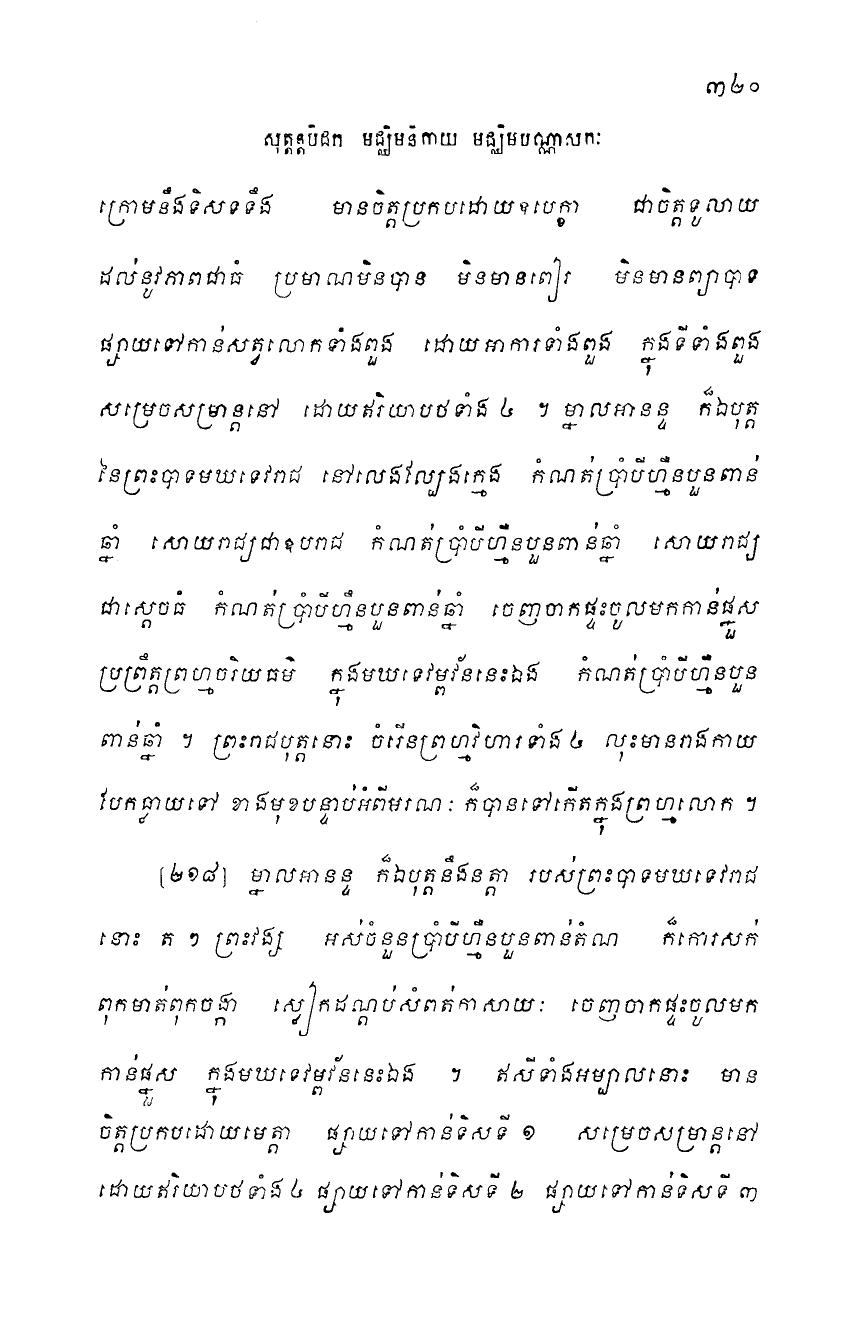 ៣២០
សុត្តន្តបិដក មជ្ឈិមនិកាយ មជ្ឈិមបណ្ណាសកៈ
ក្រោមនឹងទិសទទឹង មានចិត្តប្រកបដោយឧបេក្ខា ជាចិត្តទូលាយ
ដល់នូវភាពជាធំ ប្រមាណមិនបាន មិនមានពៀរ មិនមានព្យាបាទ
ផ្សាយទៅកាន់សត្វលោកទាំងពួង ដោយអាការទាំងពួង ក្នុងទីទាំងពួង
សម្រេចសម្រាន្តនៅ ដោយឥរិយាបថទាំង ៤ ។ ម្នាលអានន្ទ ក៏ឯបុត្ត
នៃព្រះបាទមឃទេវរាជ នៅលេងល្បែងក្មេង កំណត់ប្រាំបីហ្មឺនបួនពាន់
ឆ្នាំ សោយរាជ្យជាឧបរាជ កំណត់ប្រាំបីហ្មឺនបួនពាន់ឆ្នាំ សោយរាជ្យ
ជាស្តេចធំ កំណត់ប្រាំបីហ្មឺនបួនពាន់ឆ្នាំ ចេញចាកផ្ទះចូលមកកាន់ផ្នួស
ប្រព្រឹត្តព្រហ្មចរិយធម៌ ក្នុងមឃទេវម្ពវ័ននេះឯង កំណត់ប្រាំបីហ្មឺនបួន
ពាន់ឆ្នាំ ។ ព្រះរាជបុត្តនោះ ចំរើនព្រហ្មវិហារទាំង ៤ លុះមានរាងកាយ
បែកធ្លាយទៅ ខាងមុខបន្ទាប់អំពីមរណៈ ក៏បានទៅកើតក្នុងព្រហ្មលោក ។
[២១៨] ម្នាលអានន្ទ ក៏ឯបុត្តនឹងនត្តា របស់ព្រះបាទមឃទេវរាជ
នោះ ត ៗ ព្រះវង្ស អស់ចំនួនប្រាំបីហ្មឺនបួនពាន់តំណ ក៏កោរសក់
ពុកមាត់ពុកចង្កា ស្លៀកដណ្តប់សំពត់កាសាយៈ ចេញចាកផ្ទះចូលមក
កាន់ផ្នួស ក្នុងមឃទេវម្ពវ័ននេះឯង ។ ឥសីទាំងអម្បាលនោះ មាន
ចិត្តប្រកបដោយមេត្តា ផ្សាយទៅកាន់ទិសទី ១ សម្រេចសម្រាន្តនៅ
ដោយឥរិយាបថទាំង ៤ ផ្សាយទៅកាន់ទិសទី ២ ផ្សាយទៅកាន់ទិសទី ៣